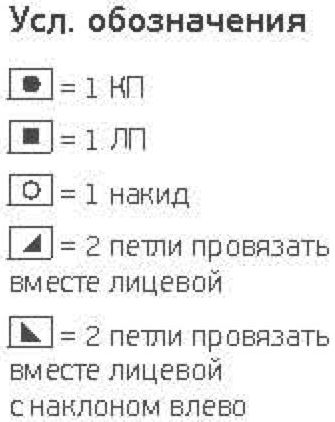 Усл. обозначения
= 1 КП
= 1 ЛП
= 1 накид
= 2 петли провязать
вместе лицевой
= 2 петли провязать
вместе лицевой
с наклоном влево